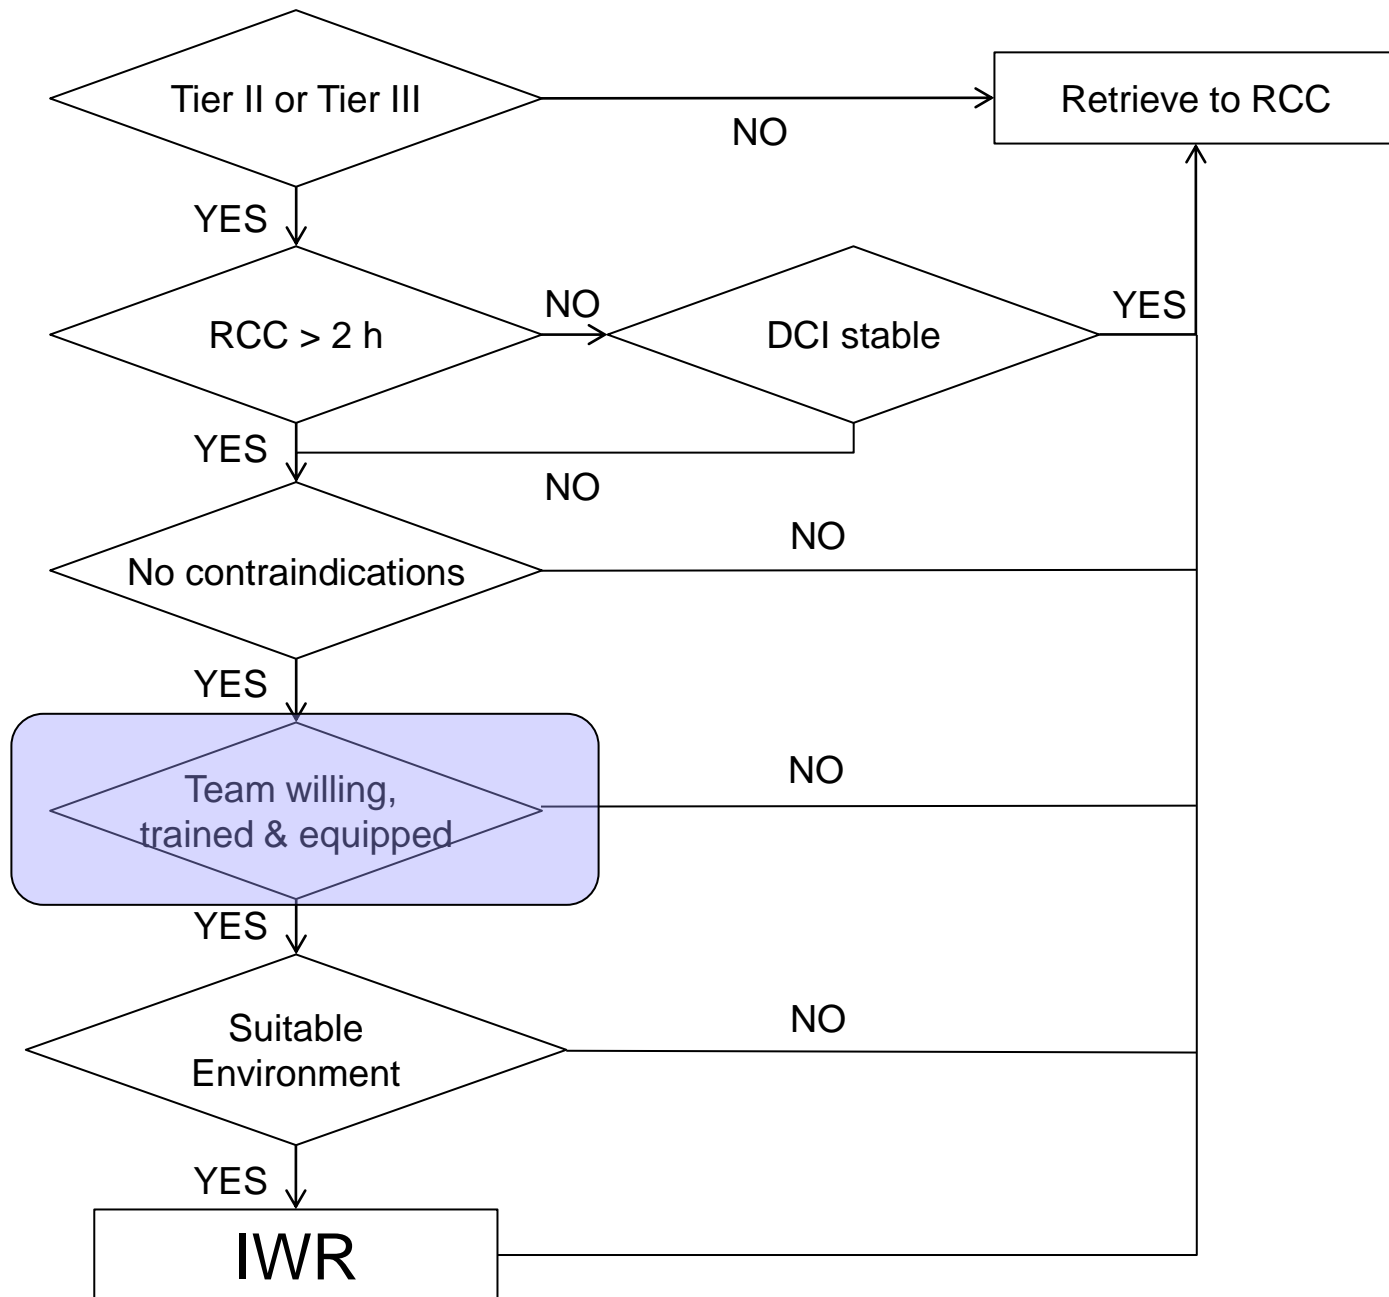 Tier II or Tier III
NO
Retrieve to RCC
YES
RCC > 2 h
NO
DCI stable
YES
YES
NO
No contraindications
NO
YES
Team willing,
trained & equipped
NO
YES
Suitable
Environment
NO
YES
IWR